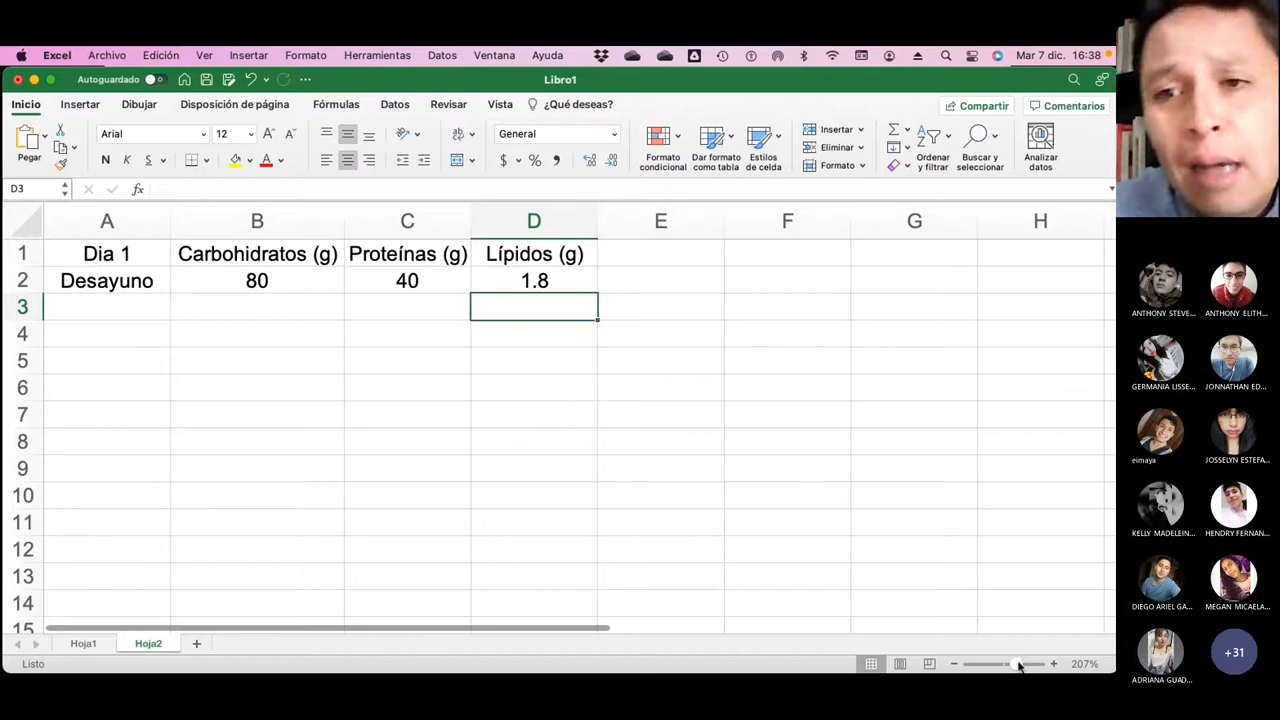 Excel Archivo Edición Ver Insertar Formato Herramientas Datos Ventana Ayuda Mar 7 dic. 16:38
Autoguardado Libro1
Inicio Insertar Dibujar Disposición de página Fórmulas Datos Revisar Vista ¿Qué deseas? Compartir Comentarios
Pegar Arial 12 General Formato condicional Dar formato como tabla Estilos de celda Insertar Eliminar Formato Ordenar y filtrar Buscar y seleccionar Analizar datos
N K S $ % 
D3 fx
A B C D E F G H
1 Dia 1 Carbohidratos (g) Proteínas (g) Lípidos (g)
2 Desayuno 80 40 1.8
3
4
5
6
7
8
9
10
11
12
13
14
15
Hoja1 Hoja2
Listo 207%
ANTHONY STEVE... ANTHONY ELITH...
GERMANIA LISSE... JONNATHAN ED...
eimaya JOSSELYN ESTEFA...
KELLY MADELEIN... HENDRY FERNAN...
DIEGO ARIEL GA... MEGAN MICAELA...
ADRIANA GUAD... +31